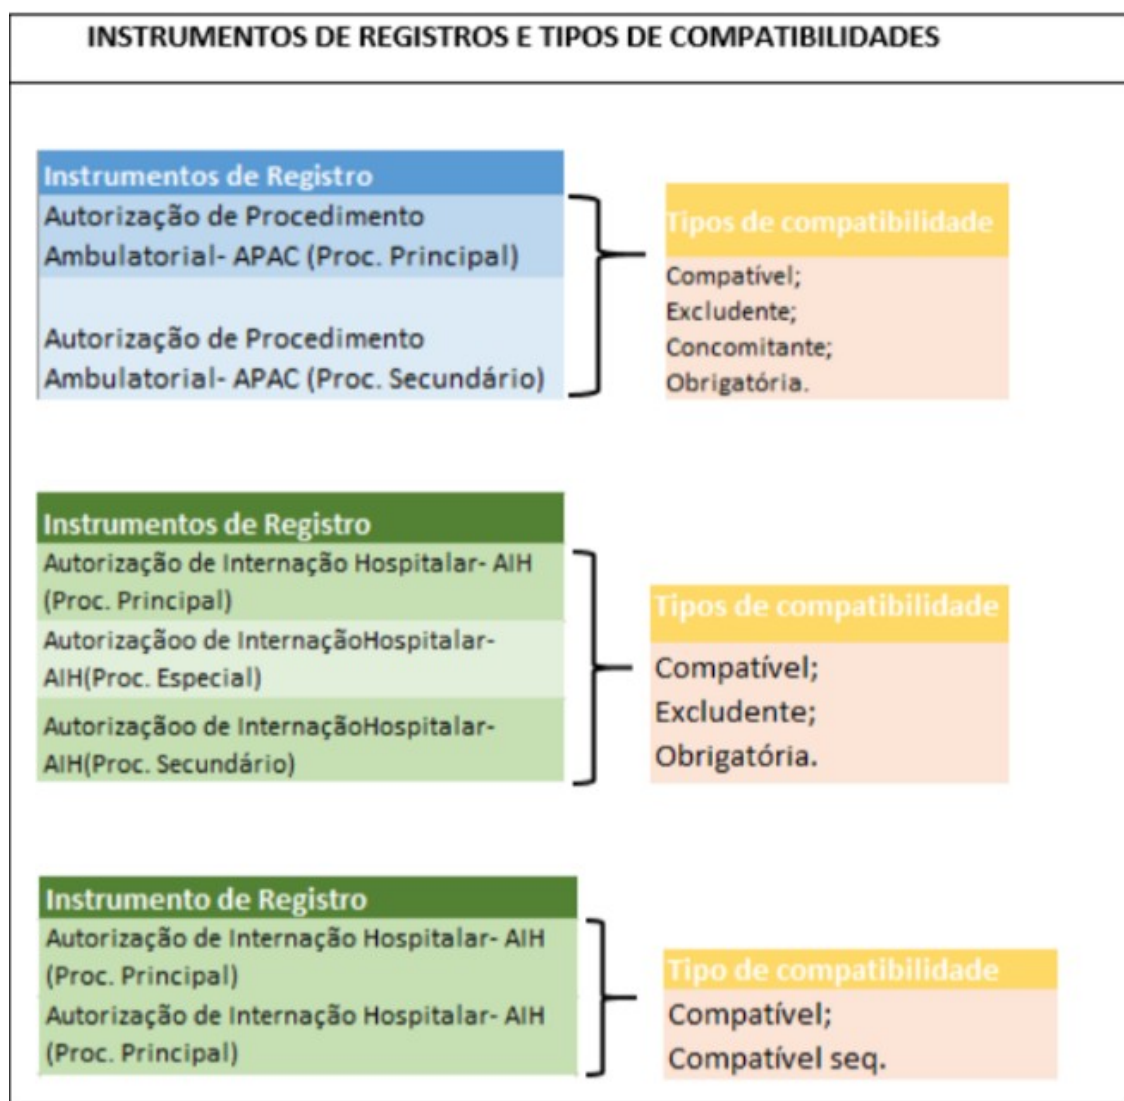 INSTRUMENTOS DE REGISTROS E TIPOS DE COMPATIBILIDADES
Instrumentos de Registro
Autorização de Procedimento
Ambulatorial- APAC (Proc. Principal)
Autorização de Procedimento
Ambulatorial- APAC (Proc. Secundário)
Tipos de compatibilidade
Compatível;
Excludente;
Concomitante;
Obrigatória.
Instrumentos de Registro
Autorização de Internação Hospitalar- AIH
(Proc. Principal)
Autorizaçãoo de InternaçãoHospitalar-
AIH(Proc. Especial)
Autorizaçãoo de InternaçãoHospitalar-
AIH(Proc. Secundário)
Tipos de compatibilidade
Compatível;
Excludente;
Obrigatória.
Instrumento de Registro
Autorização de Internação Hospitalar- AIH
(Proc. Principal)
Autorização de Internação Hospitalar- AIH
(Proc. Principal)
Tipo de compatibilidade
Compatível;
Compatível seq.